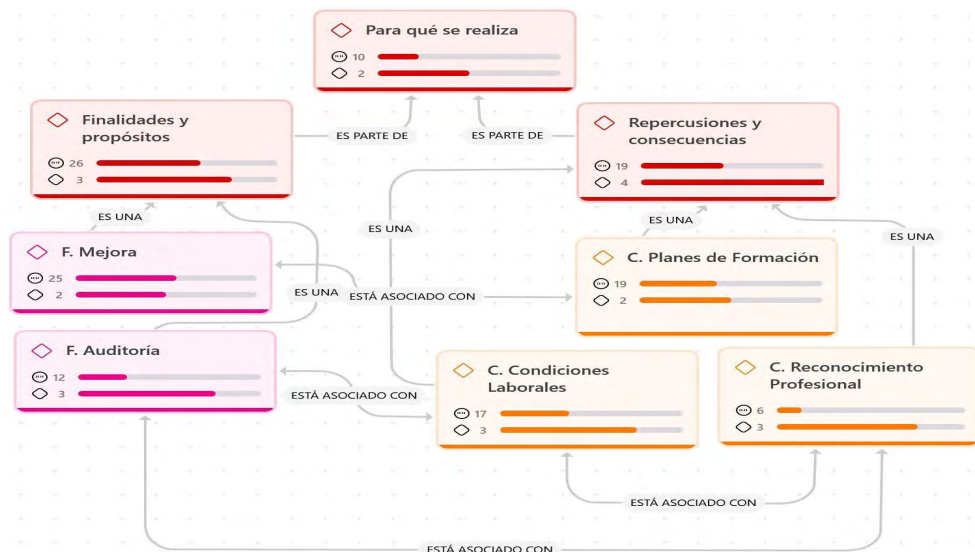 Para qué se realiza
10
2
Finalidades y
propósitos
26
3
ES PARTE DE
ES PARTE DE
Repercusiones y
consecuencias
19
4
ES UNA
ES UNA
ES UNA
ES UNA
F. Mejora
25
2
ES UNA
ESTÁ ASOCIADO CON
C. Planes de Formación
19
2
F. Auditoría
12
3
ESTÁ ASOCIADO CON
C. Condiciones
Laborales
17
3
C. Reconocimiento
Profesional
6
3
ESTÁ ASOCIADO CON
ESTÁ ASOCIADO CON